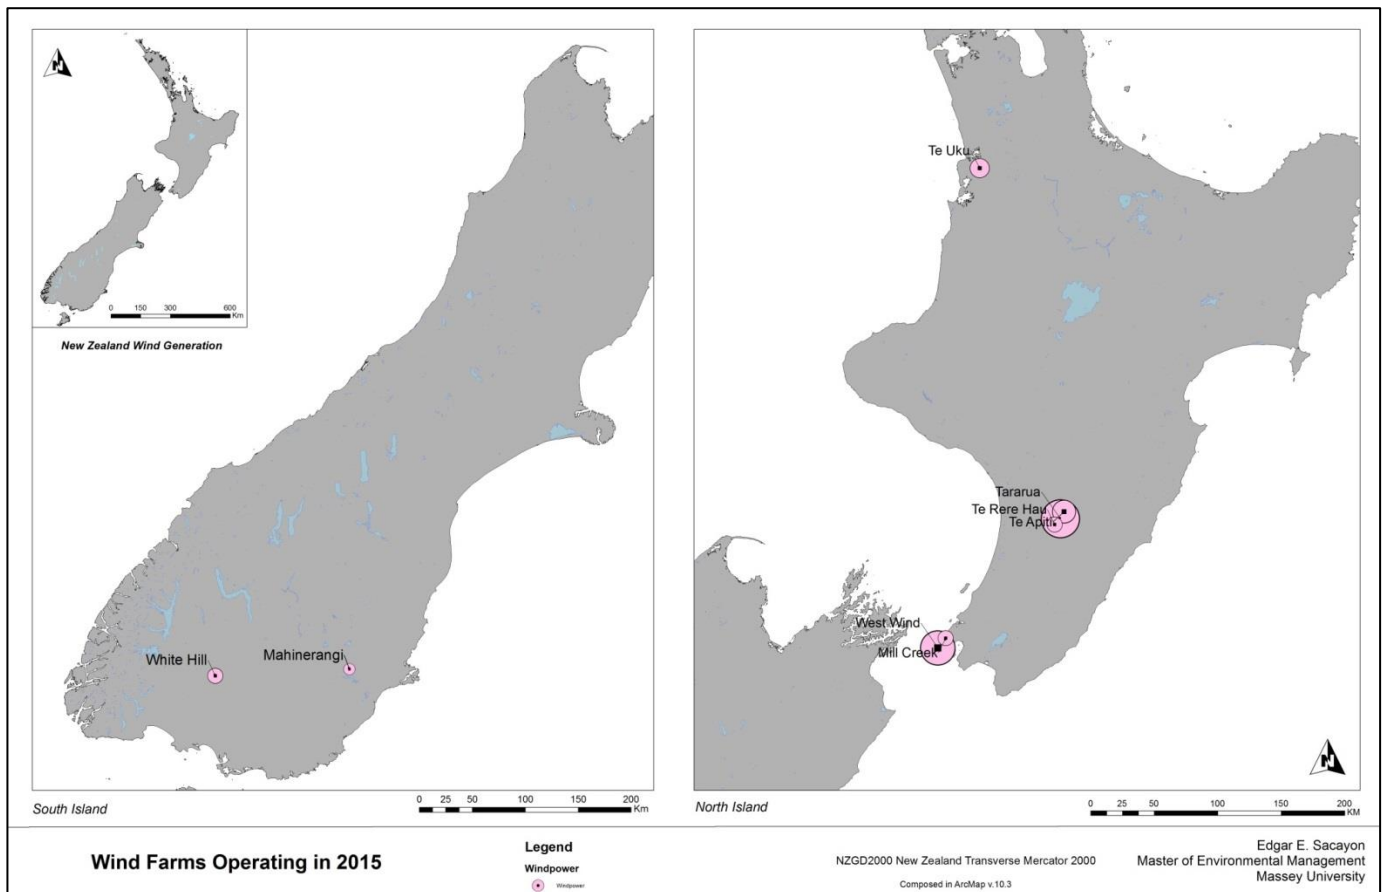 N
0 150 300 600
Km
New Zealand Wind Generation
White Hill
Mahinerangi
South Island
0 25 50 100 150 200
Km
Te Uku
Tararua
Te Rere Hau
Te Apiti
West Wind
Mill Creek
N
North Island
0 25 50 100 150 200
KM
Wind Farms Operating in 2015
Legend
Windpower
Windpower
NZGD2000 New Zealand Transverse Mercator 2000
Composed in ArcMap v.10.3
Edgar E. Sacayon
Master of Environmental Management
Massey University